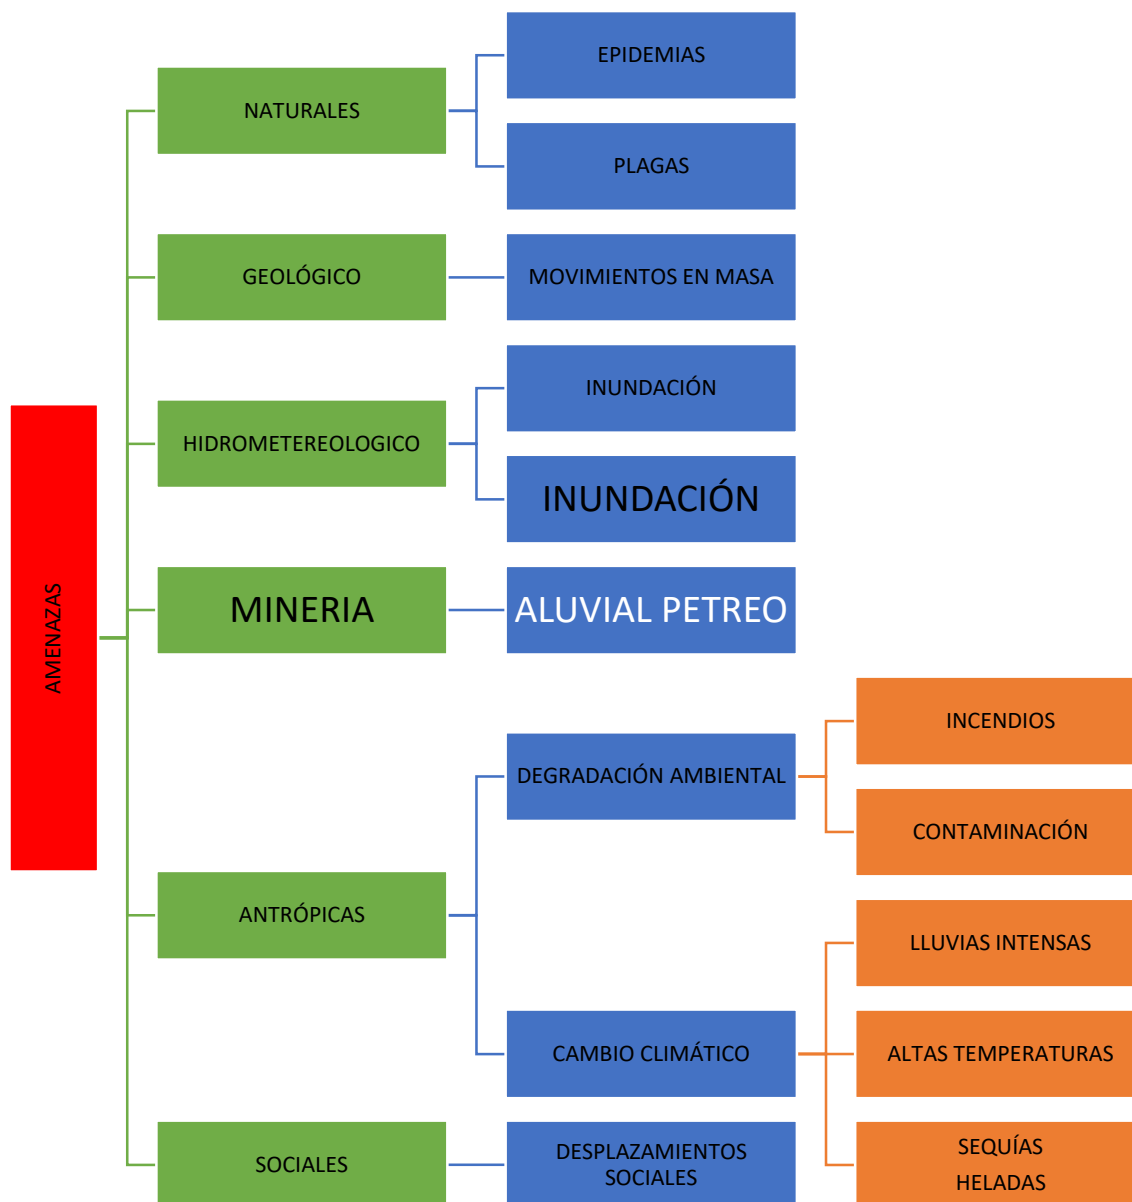 AMENAZAS
NATURALES
EPIDEMIAS
PLAGAS
GEOLÓGICO
MOVIMIENTOS EN MASA
HIDROMETEREOLOGICO
INUNDACIÓN
INUNDACIÓN
MINERIA
ALUVIAL PETREO
ANTRÓPICAS
DEGRADACIÓN AMBIENTAL
INCENDIOS
CONTAMINACIÓN
CAMBIO CLIMÁTICO
LLUVIAS INTENSAS
ALTAS TEMPERATURAS
SEQUÍAS
HELADAS
SOCIALES
DESPLAZAMIENTOS
SOCIALES